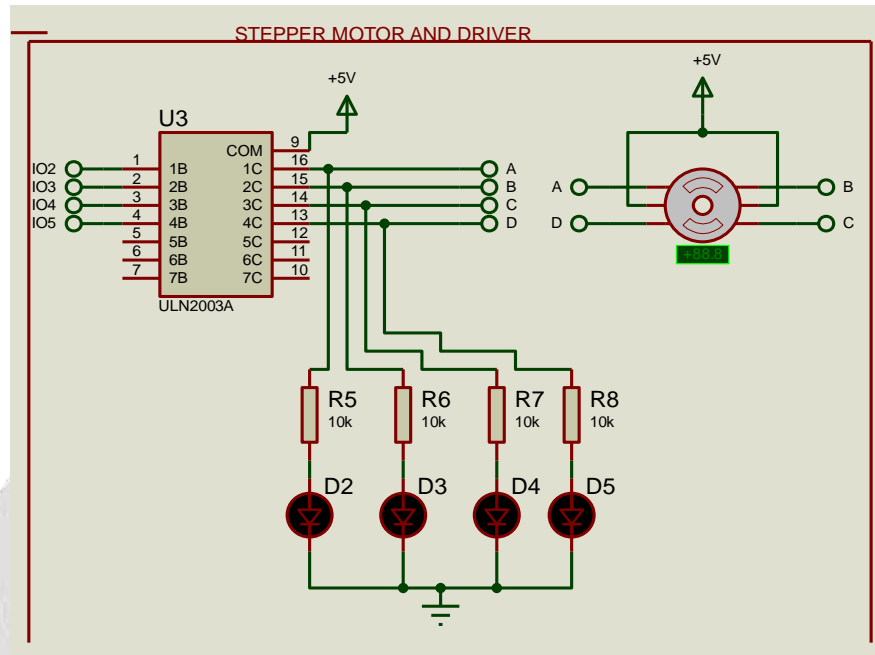 STEPPER MOTOR AND DRIVER
+5V
+5V
U3
COM 9
IO2 1 1B 1C 16 A
IO3 2 2B 2C 15 B
IO4 3 3B 3C 14 C
IO5 4 4B 4C 13 D
5 5B 5C 12
6 6B 6C 11
7 7B 7C 10
ULN2003A
A B
D C
+88.8
R5 R6 R7 R8
10k 10k 10k 10k
D2 D3 D4 D5